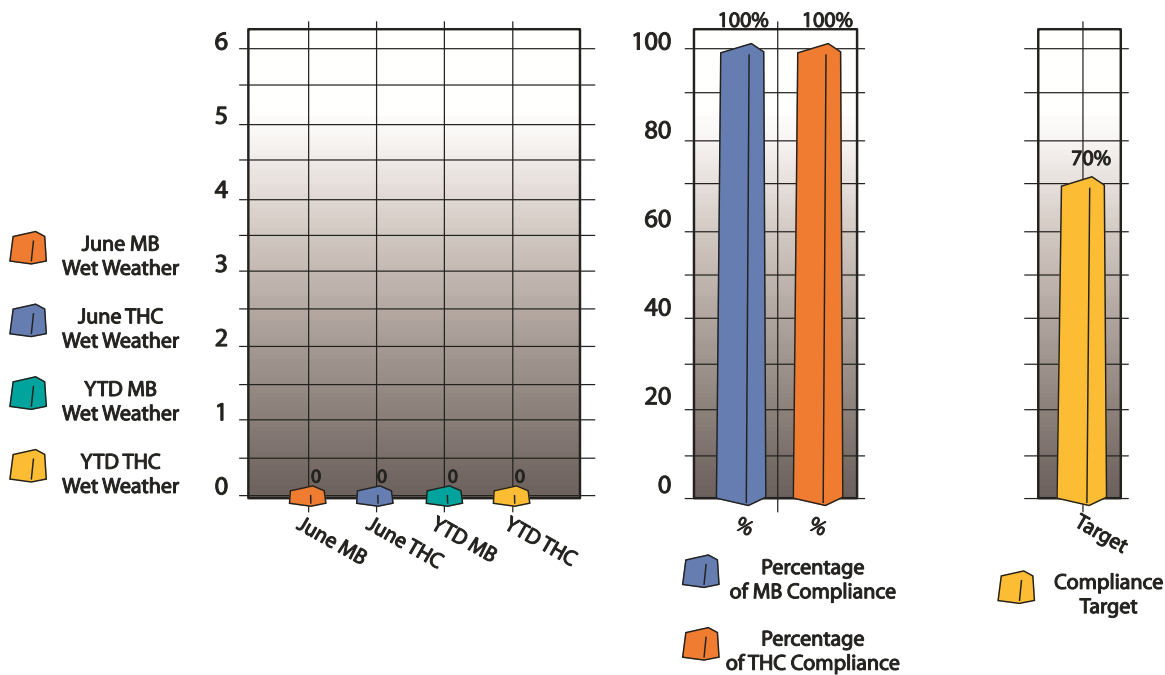 June MB
Wet Weather
June THC
Wet Weather
YTD MB
Wet Weather
YTD THC
Wet Weather
6
5
4
3
2
1
0
0
0
0
0
June MB
June THC
YTD MB
YTD THC
100
80
60
40
20
0
100%
100%
%
%
Percentage
of MB Compliance
Percentage
of THC Compliance
70%
Target
Compliance
Target